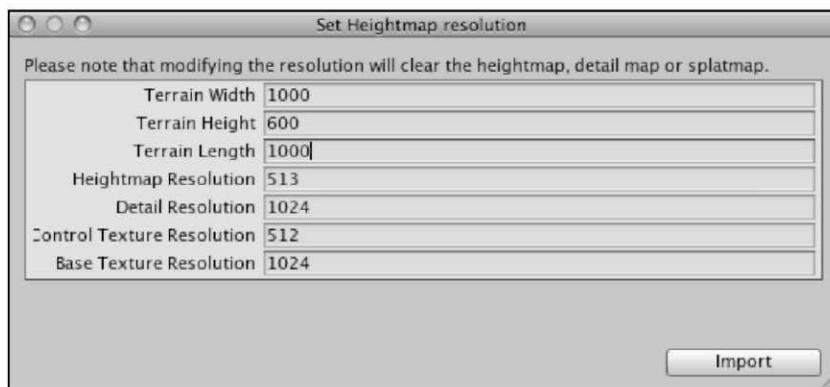 Set Heightmap resolution
Please note that modifying the resolution will clear the heightmap, detail map or splatmap.
Terrain Width 1000
Terrain Height 600
Terrain Length 1000
Heightmap Resolution 513
Detail Resolution 1024
Control Texture Resolution 512
Base Texture Resolution 1024
Import